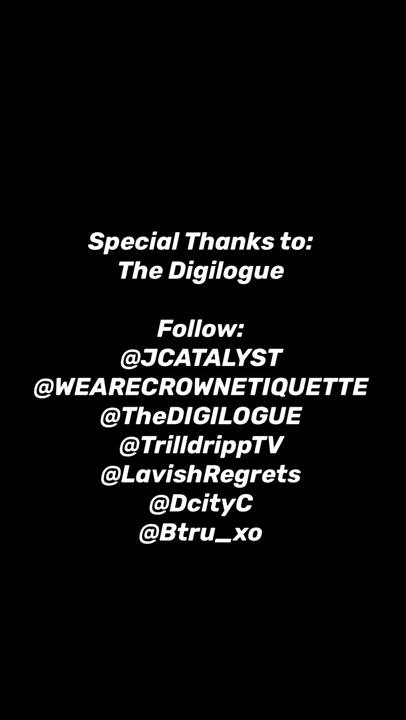 Special Thanks to:
The Digilogue
Follow:
@JCATALYST
@WEARECROWNETIQUETTE
@TheDIGILOGUE
@TrilldrippTV
@LavishRegrets
@DcityC
@Btru_xo